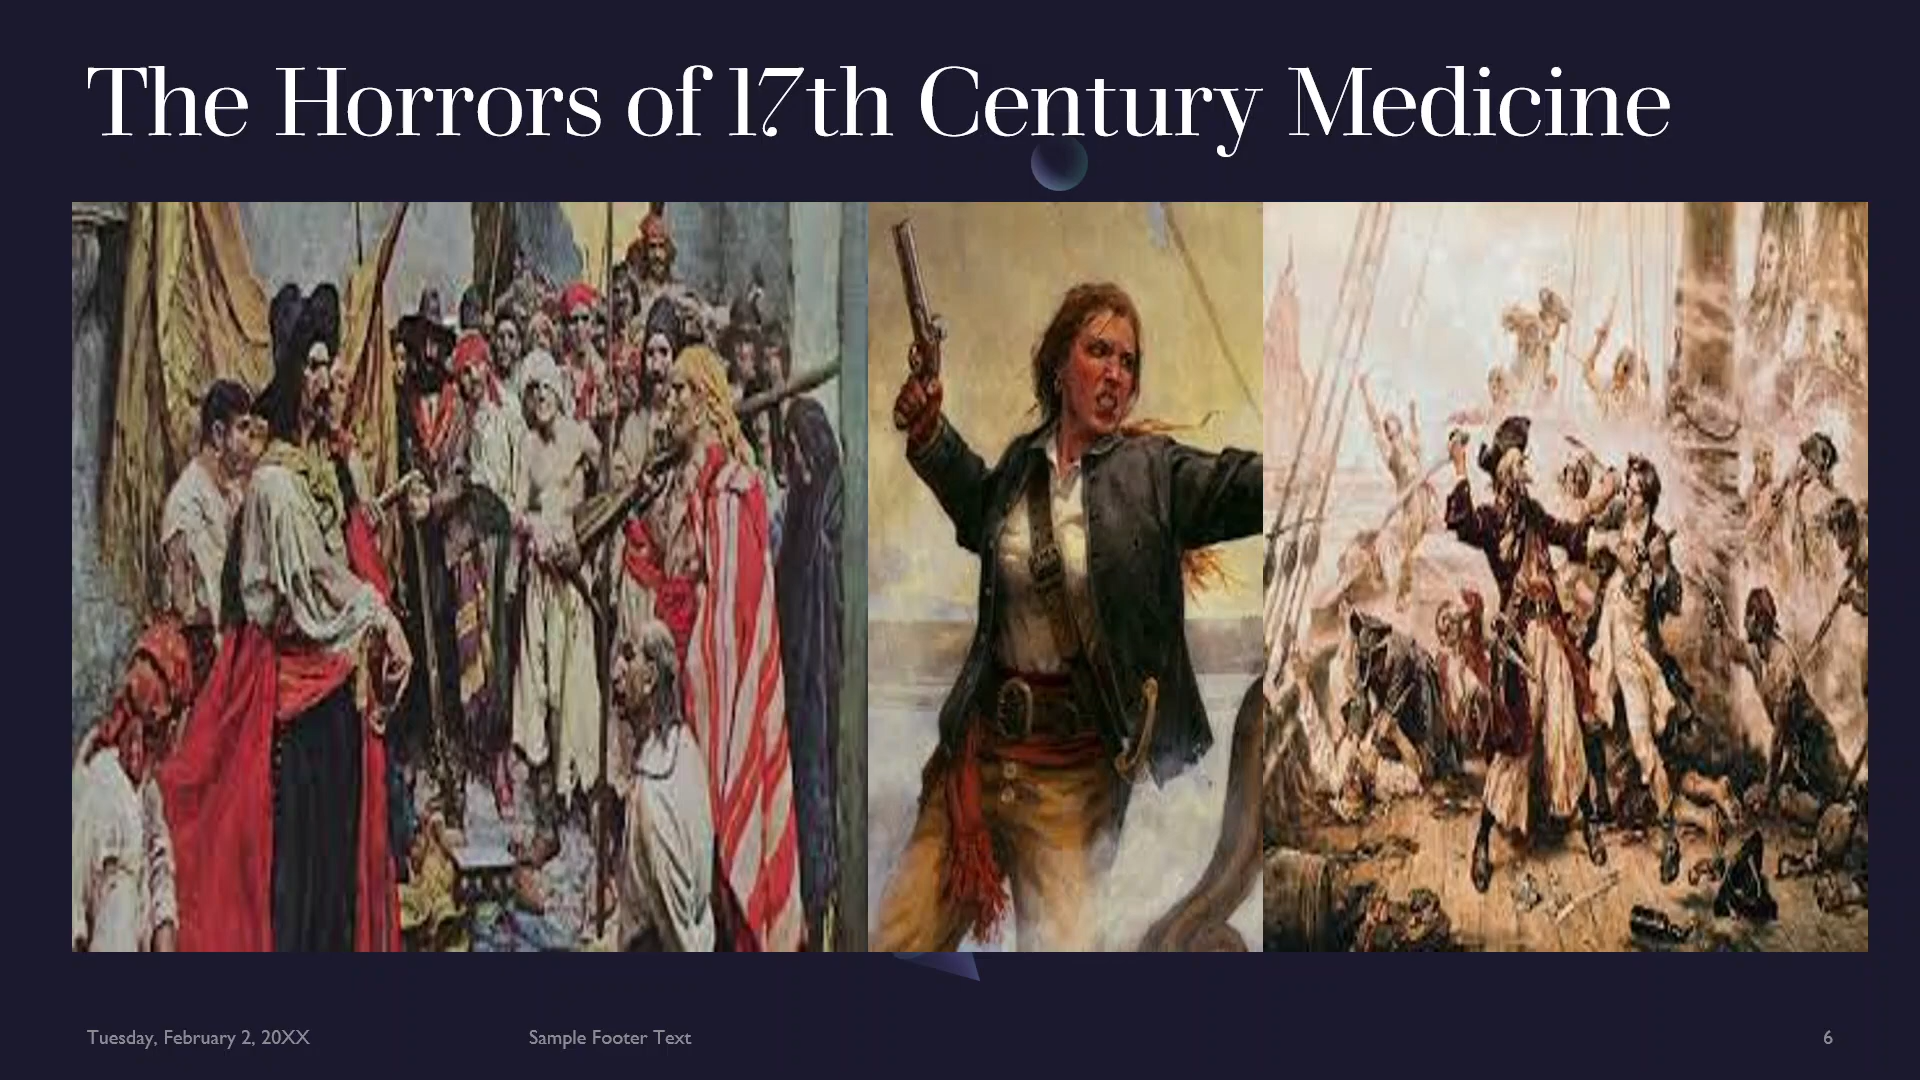 The Horrors of 17th Century Medicine
Tuesday, February 2, 20XX
Sample Footer Text
6